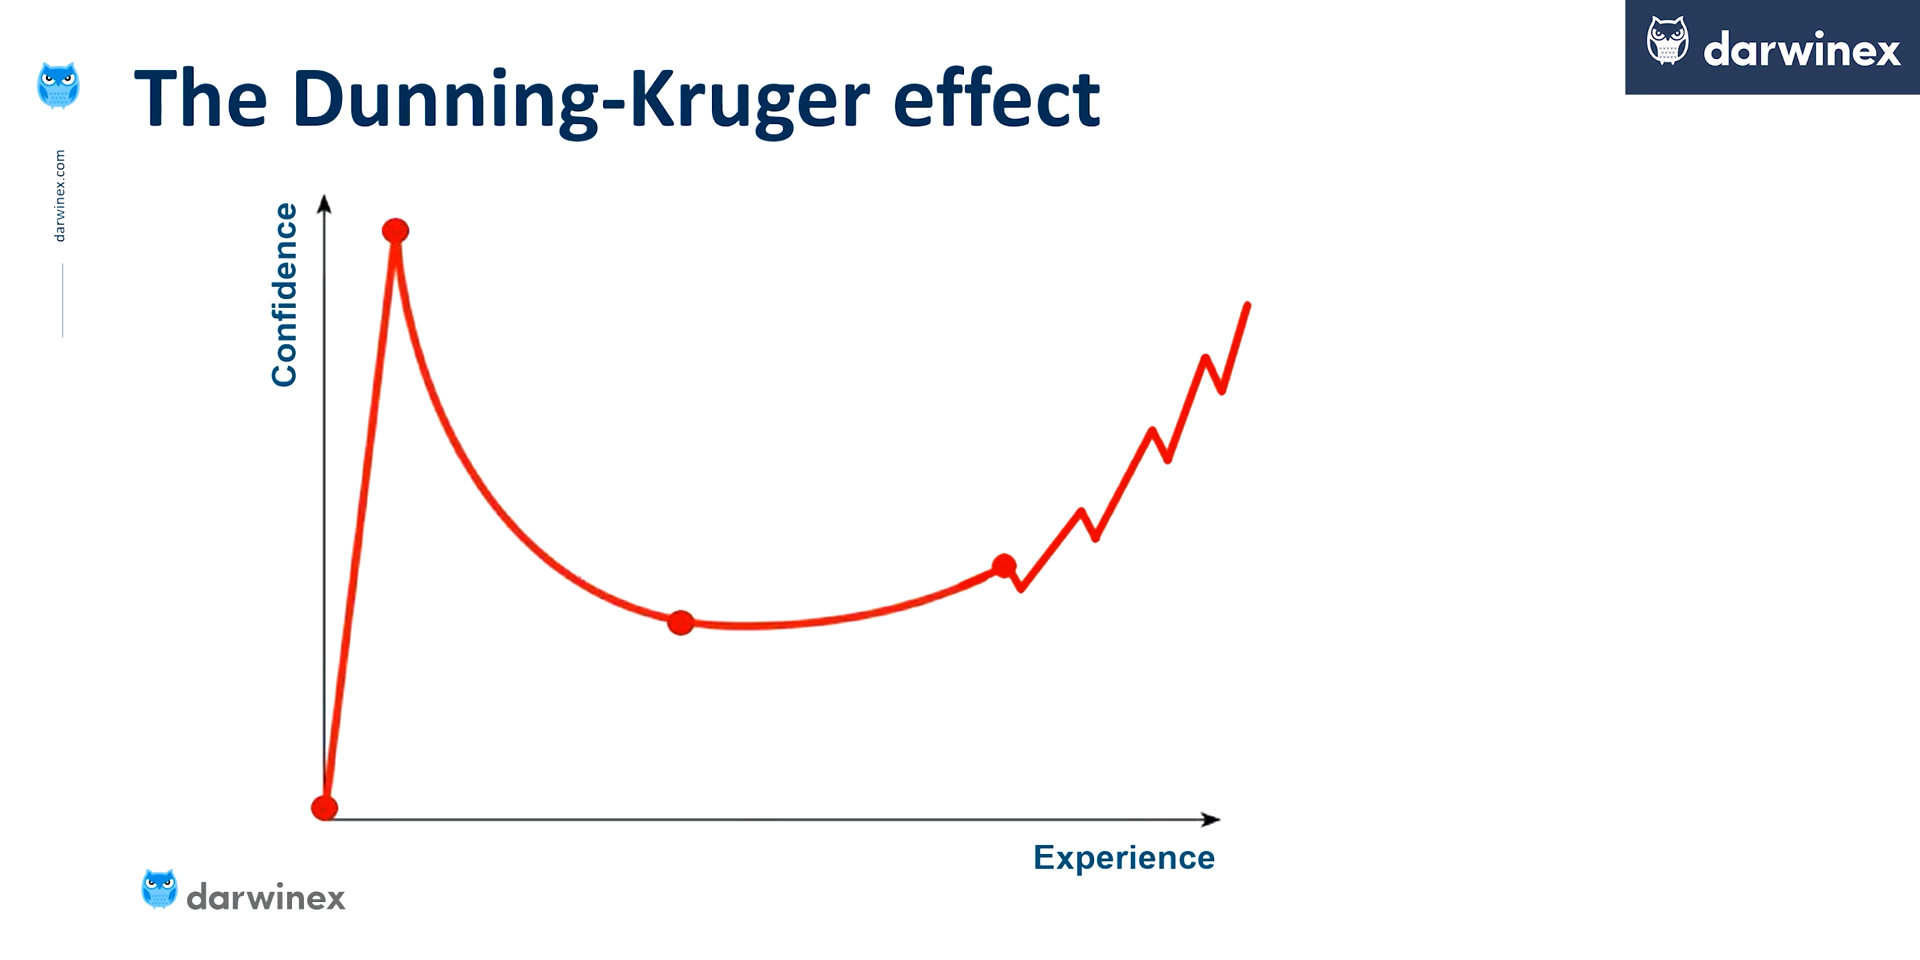 The Dunning-Kruger effect
darwinex
darwinex.com
Confidence
Experience
darwinex